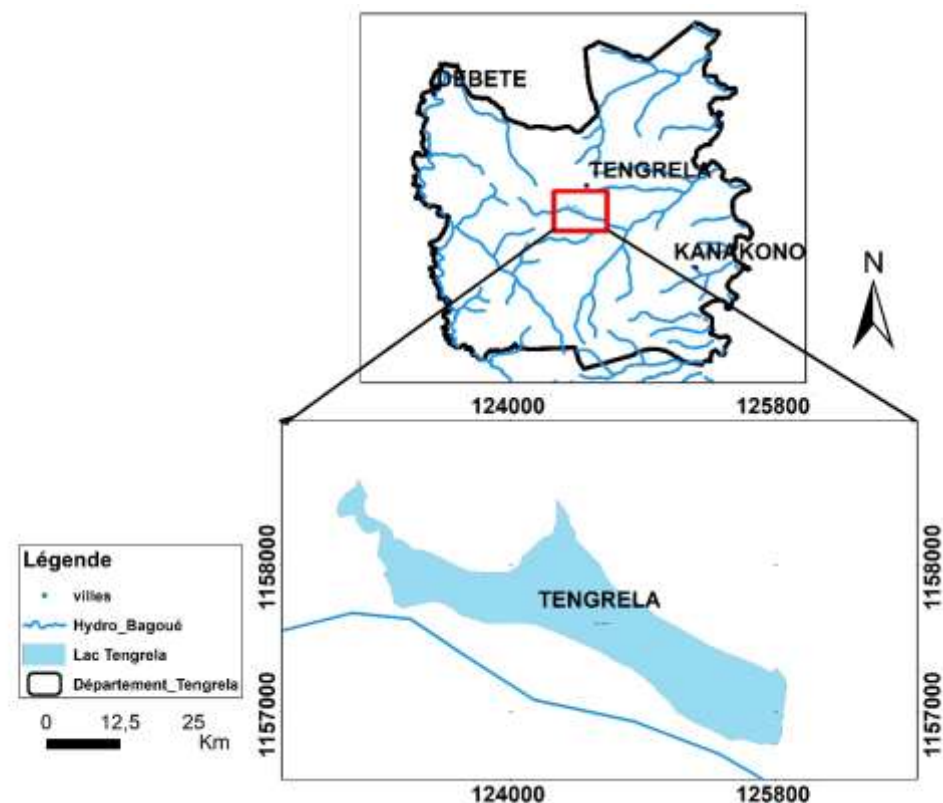 DEBETE
TENGRELA
KANAKONO
N
124000 125800
1158000
1158000
TENGRELA
1157000
1157000
124000 125800
Légende
villes
Hydro_Bagoué
Lac Tengrela
Département_Tengrela
0 12,5 25
Km